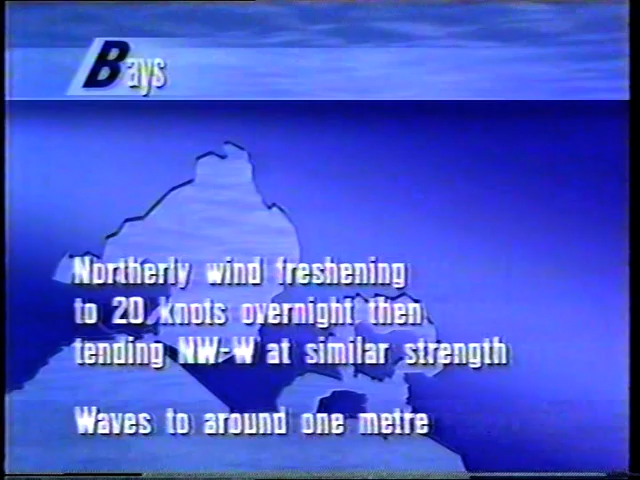 Bays
Northerly wind freshening
to 20 knots overnight then
tending NW-W at similar strength
Waves to around one metre